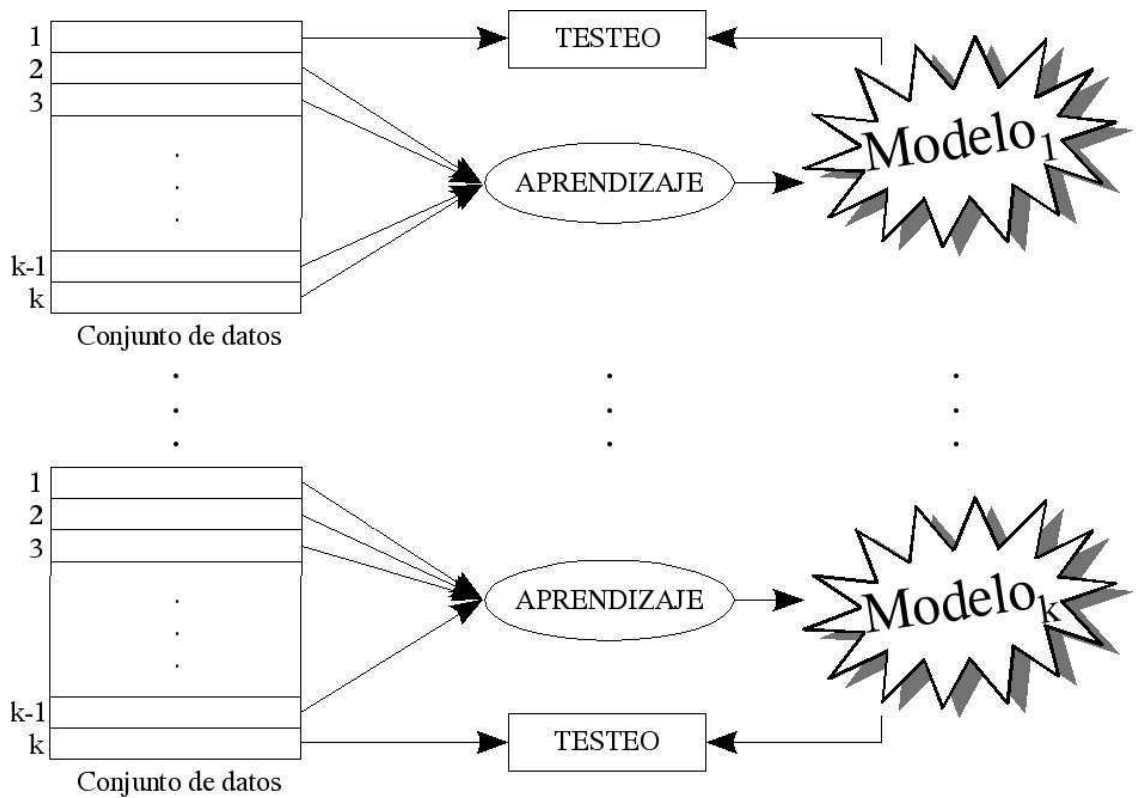 1
TESTEO
2
3
APRENDIZAJE
Modelo1
k-1
k
Conjunto de datos
1
2
3
APRENDIZAJE
Modelok
k-1
k
TESTEO
Conjunto de datos